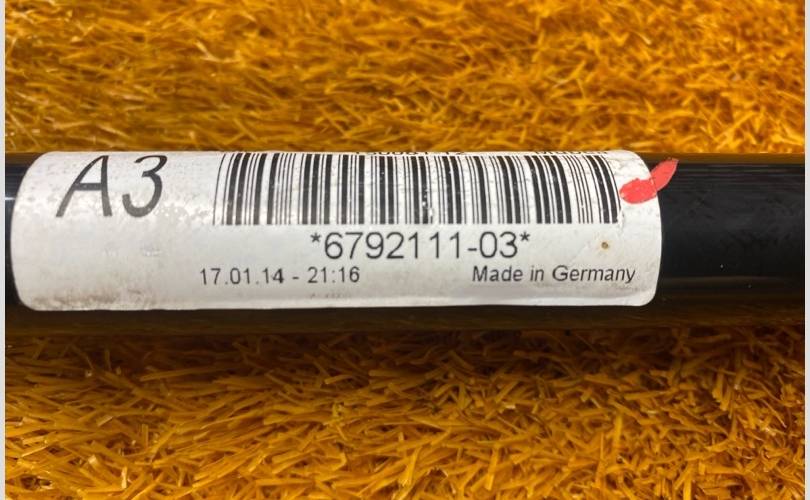 A3
*6792111-03*
17.01.14 - 21:16 Made in Germany